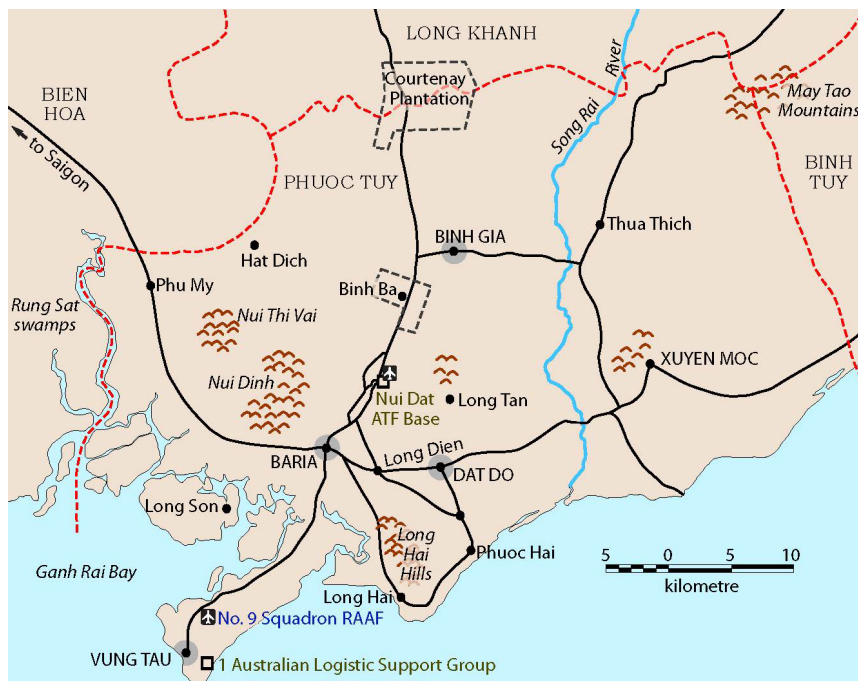 LONG KHANH
Courtenay
Plantation
River
Song Rai
May Tao
Mountains
BIEN
HOA
to Saigon
PHUOC TUY
BINH
TUY
Hat Dich
BINH GIA
Thua Thich
Phu My
Binh Ba
Rung Sat
swamps
Nui Thi Vai
Nui Dinh
XUYEN MOC
Nui Dat
ATF Base
Long Tan
BARIA
Long Dien
DAT DO
Long Son
Long
Hai
Hills
Phuoc Hai
Ganh Rai Bay
5 0 5 10
kilometre
Long Hai
No. 9 Squadron RAAF
VUNG TAU
1 Australian Logistic Support Group